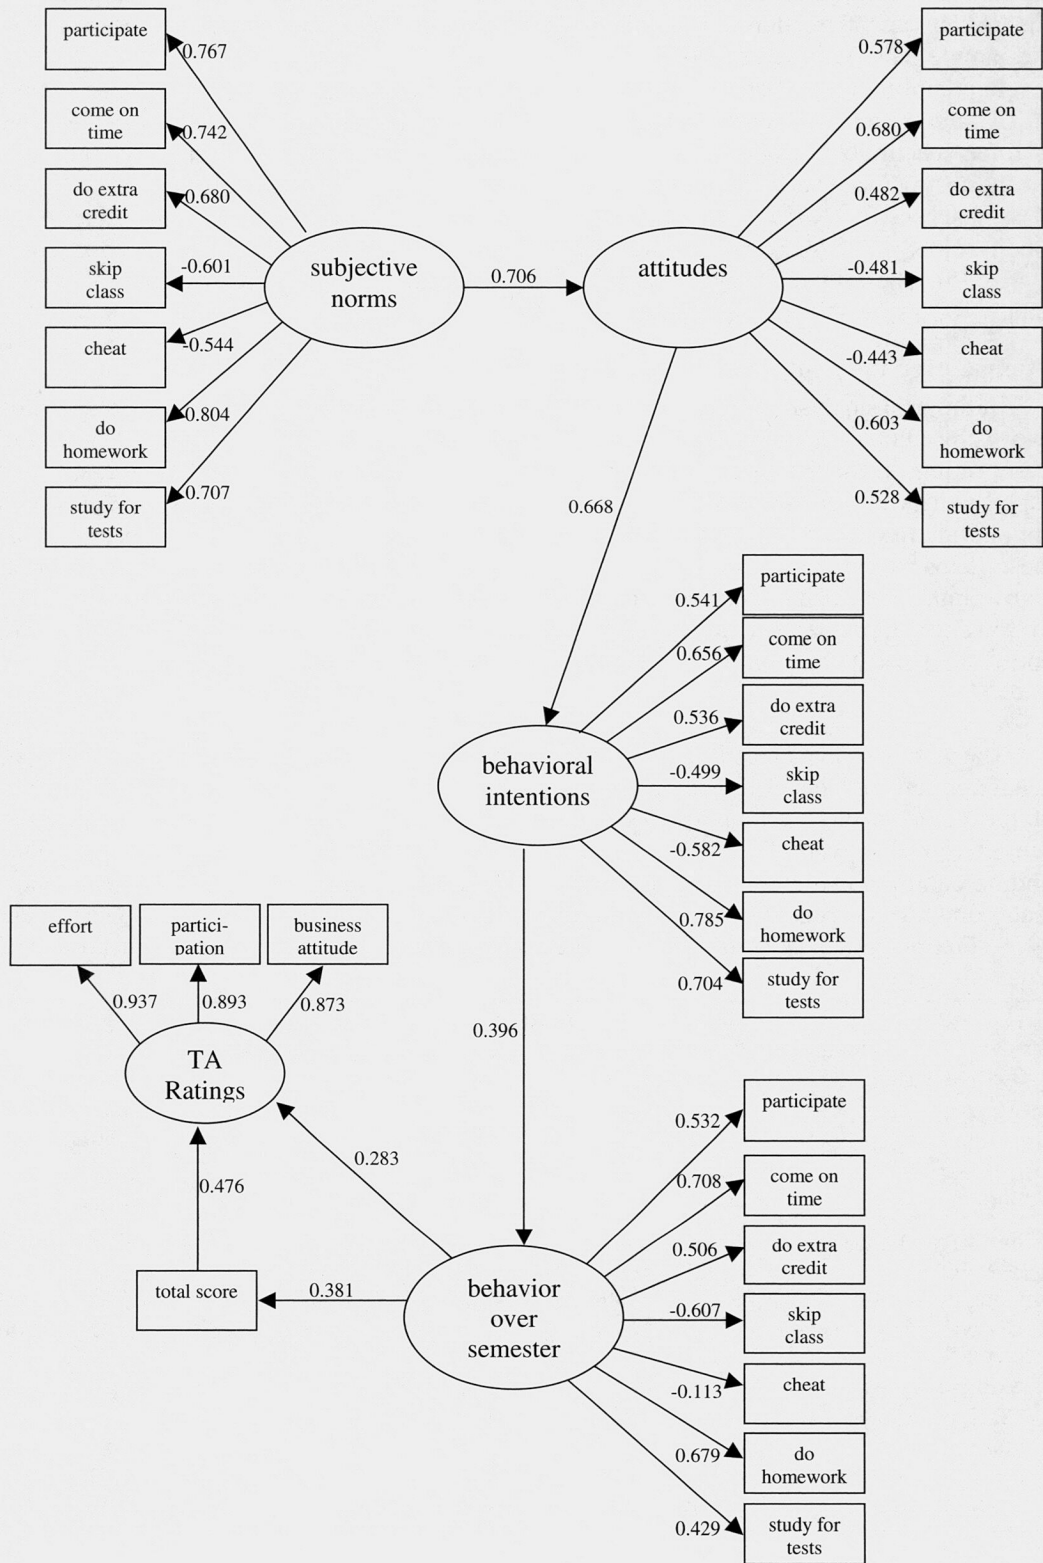 participate
0.767
come on
time
0.742
do extra
credit
0.680
skip
class
-0.601
cheat
-0.544
do
homework
0.804
study for
tests
0.707
subjective
norms
0.706
attitudes
participate
0.578
come on
time
0.680
do extra
credit
0.482
skip
class
-0.481
cheat
-0.443
do
homework
0.603
study for
tests
0.528
0.668
behavioral
intentions
participate
0.541
come on
time
0.656
do extra
credit
0.536
skip
class
-0.499
cheat
-0.582
do
homework
0.785
study for
tests
0.704
0.396
effort
partici-
pation
business
attitude
0.937
0.893
0.873
TA
Ratings
0.283
0.476
total score
0.381
behavior
over
semester
participate
0.532
come on
time
0.708
do extra
credit
0.506
skip
class
-0.607
cheat
-0.113
do
homework
0.679
study for
tests
0.429